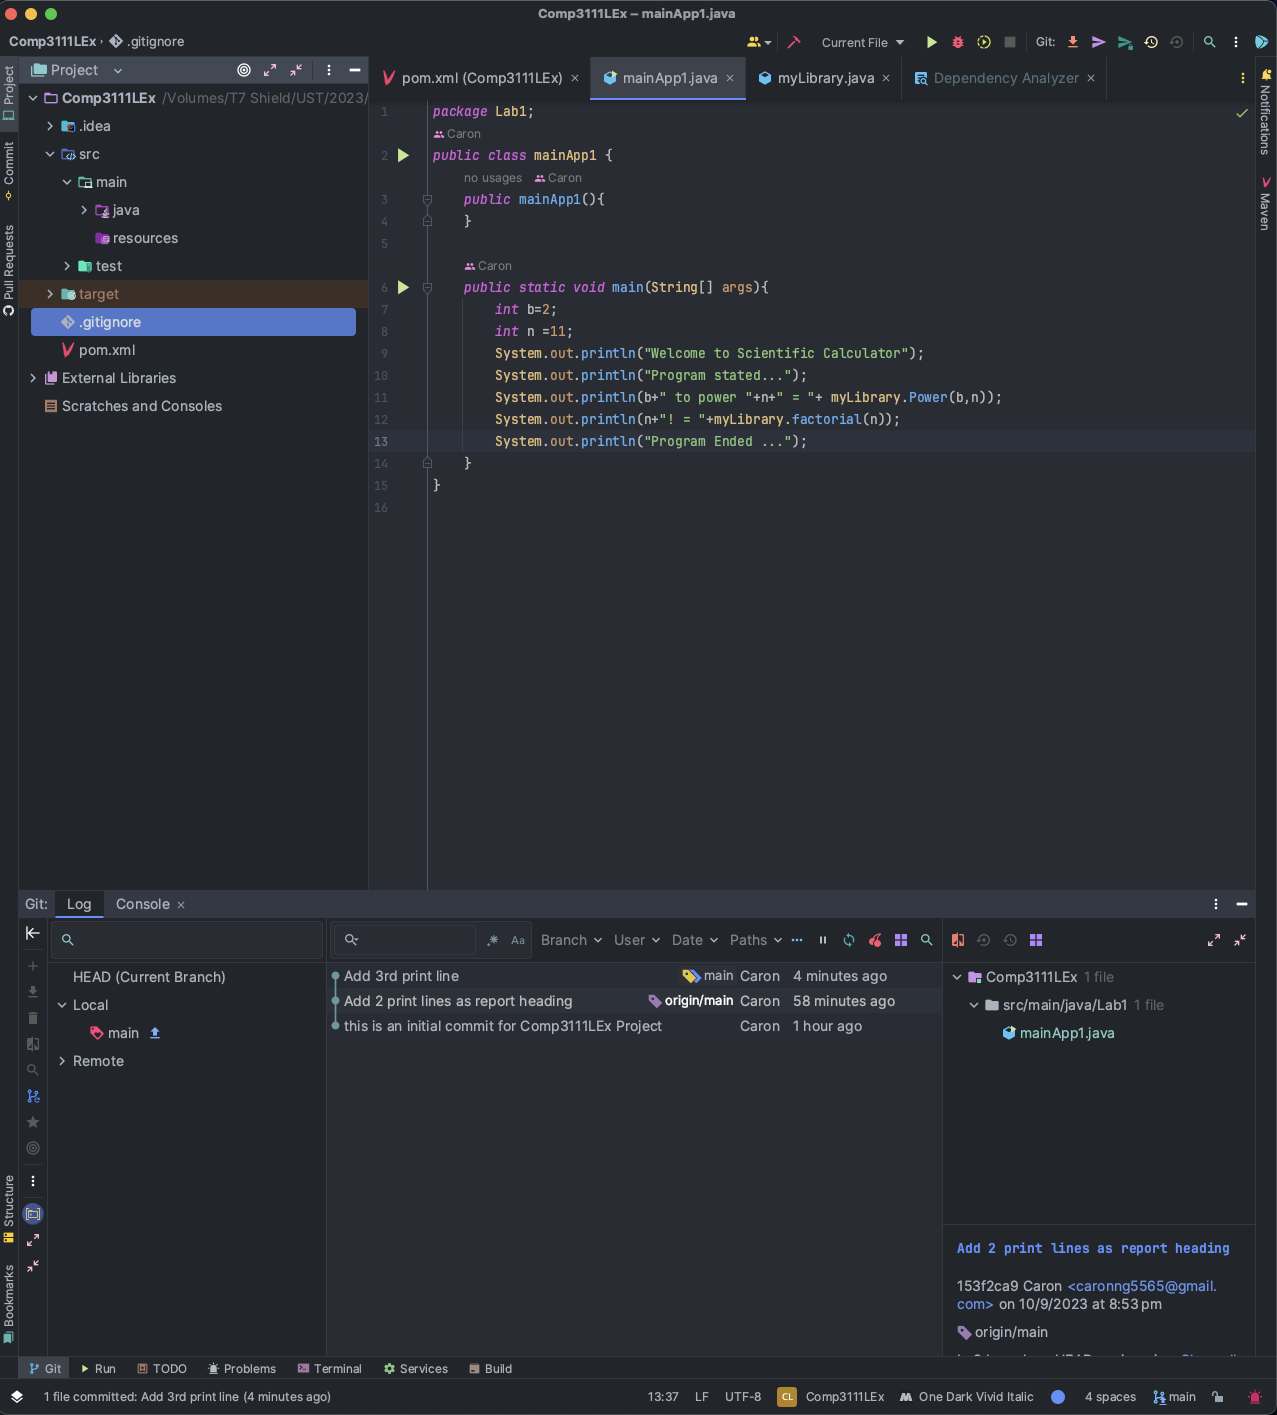 Comp3111LEx – mainApp1.java
Comp3111LEx › .gitignore
Current File
Git:
Project
Commit
Pull Requests
Structure
Bookmarks
Notifications
Maven
Project
Comp3111LEx /Volumes/T7 Shield/UST/2023/
.idea
src
main
java
resources
test
target
.gitignore
pom.xml
External Libraries
Scratches and Consoles
pom.xml (Comp3111LEx) ×
mainApp1.java ×
myLibrary.java ×
Dependency Analyzer ×
1 package Lab1;
Caron
2 public class mainApp1 {
no usages Caron
3 public mainApp1(){
4 }
5
Caron
6 public static void main(String[] args){
7 int b=2;
8 int n =11;
9 System.out.println("Welcome to Scientific Calculator");
10 System.out.println("Program stated...");
11 System.out.println(b+" to power "+n+" = "+ myLibrary.Power(b,n));
12 System.out.println(n+"! = "+myLibrary.factorial(n));
13 System.out.println("Program Ended ...");
14 }
15 }
16
Git: Log Console ×
HEAD (Current Branch)
Local
main
Remote
.* Aa Branch User Date Paths
Add 3rd print line main Caron 4 minutes ago
Add 2 print lines as report heading origin/main Caron 58 minutes ago
this is an initial commit for Comp3111LEx Project Caron 1 hour ago
Comp3111LEx 1 file
src/main/java/Lab1 1 file
mainApp1.java
Add 2 print lines as report heading
153f2ca9 Caron <caronng5565@gmail.
com> on 10/9/2023 at 8:53 pm
origin/main
Git Run TODO Problems Terminal Services Build
1 file committed: Add 3rd print line (4 minutes ago)
13:37 LF UTF-8 CL Comp3111LEx One Dark Vivid Italic 4 spaces main